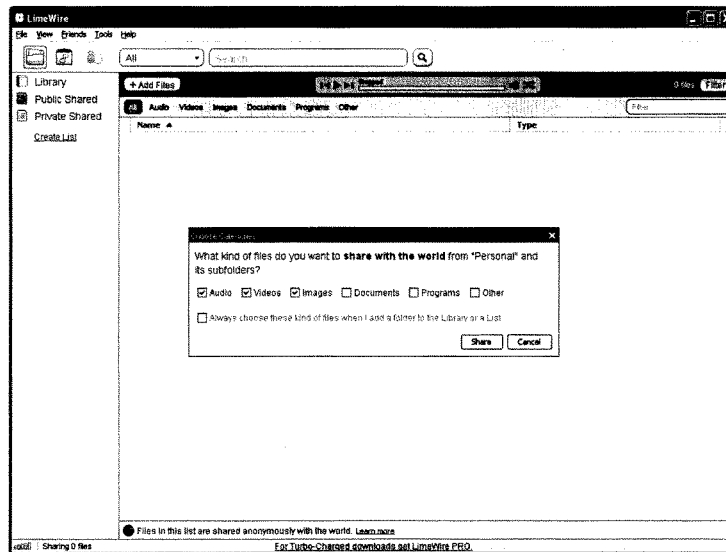 LimeWire
File View Friends Tools Help
All Search
Library
Public Shared
Private Shared
Create List
+ Add Files
0 files Filter
All Audio Videos Images Documents Programs Other Filter
Name Type
Choose Categories
What kind of files do you want to share with the world from "Personal" and
its subfolders?
Audio Videos Images Documents Programs Other
Always choose these kind of files when I add a folder to the Library or a List
Share Cancel
Files in this list are shared anonymously with the world. Learn more
Sharing 0 files For Turbo-Charged downloads get LimeWire PRO.